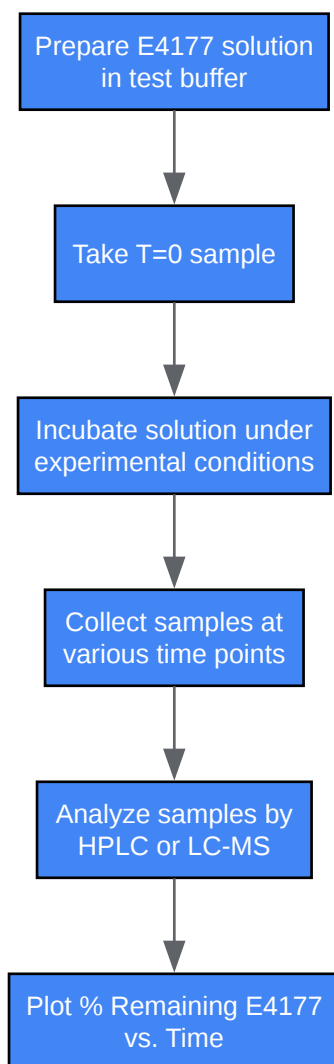 Prepare E4177 solution
in test buffer
Take T=0 sample
Incubate solution under
experimental conditions
Collect samples at
various time points
Analyze samples by
HPLC or LC-MS
Plot % Remaining E4177
vs. Time